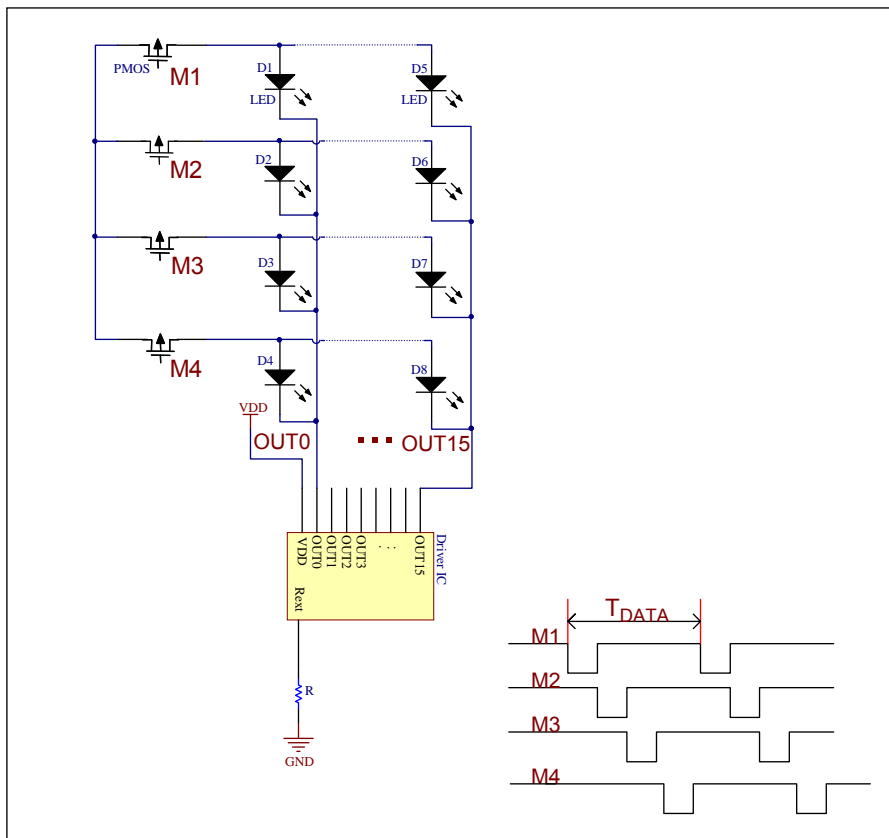 PMOS
M1
D1
LED
D5
LED
M2
D2
D6
M3
D3
D7
M4
D4
D8
VDD
OUT0
... OUT15
VDD
OUT0
OUT1
OUT2
OUT3
.
:
OUT15
Driver IC
Rext
R
GND
TDATA
M1
M2
M3
M4